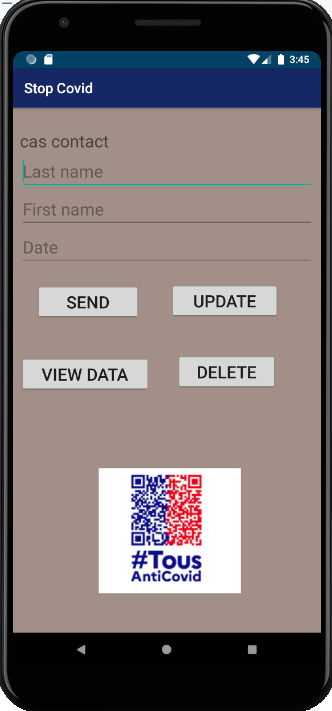 3:45
Stop Covid
cas contact
Last name
First name
Date
SEND UPDATE
VIEW DATA DELETE
#Tous
AntiCovid